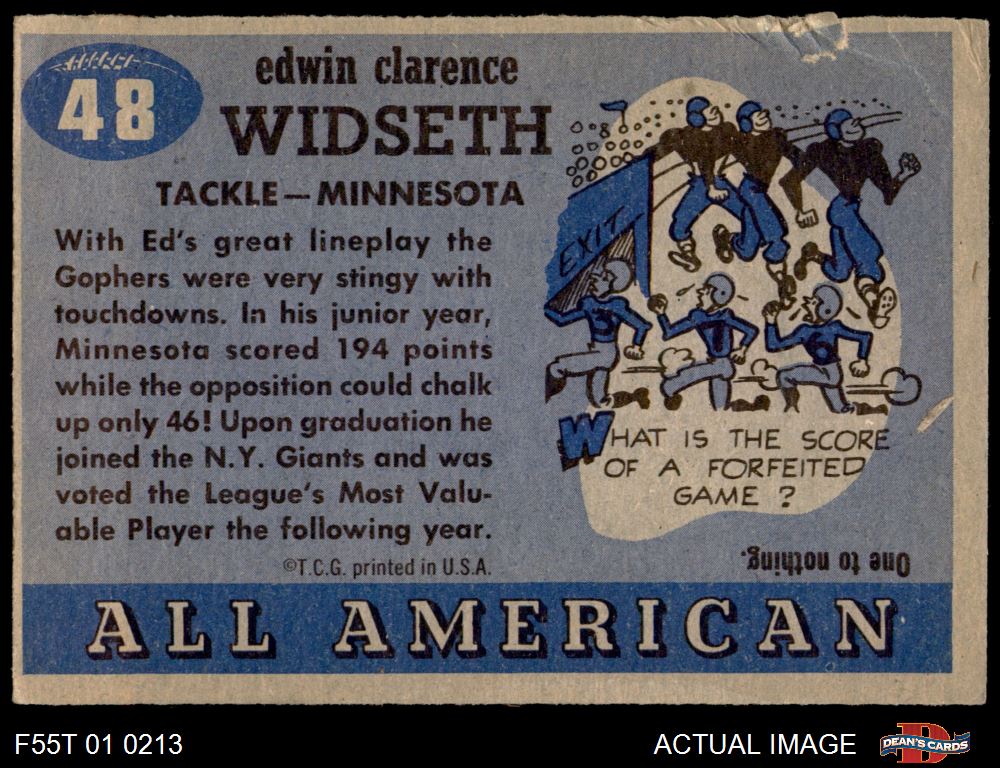 48
edwin clarence
WIDSETH
TACKLE—MINNESOTA
With Ed's great lineplay the
Gophers were very stingy with
touchdowns. In his junior year,
Minnesota scored 194 points
while the opposition could chalk
up only 46! Upon graduation he
joined the N.Y. Giants and was
voted the League's Most Valu-
able Player the following year.
©T.C.G. printed in U.S.A.
EXIT
WHAT IS THE SCORE
OF A FORFEITED
GAME?
One to nothing.
ALL AMERICAN
F55T 01 0213
ACTUAL IMAGE
DEAN'S CARDS